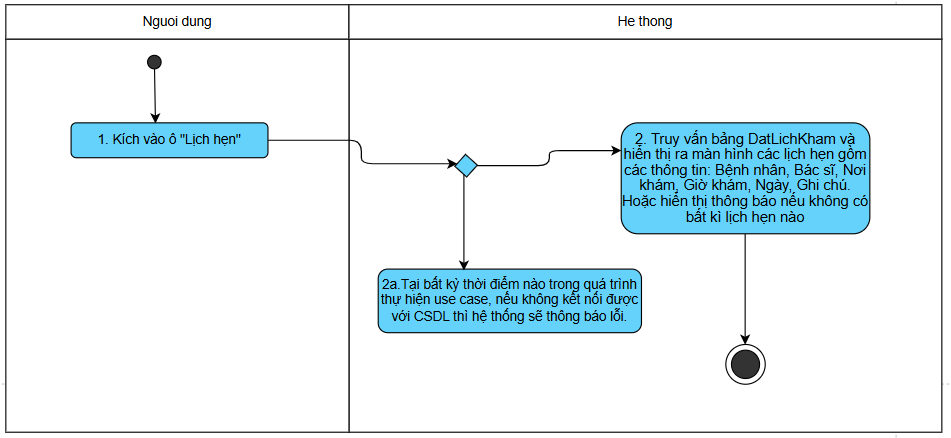 Nguoi dung
He thong
1. Kích vào ô "Lịch hẹn"
2. Truy vấn bảng DatLichKham và
hiển thị ra màn hình các lịch hẹn gồm
các thông tin: Bệnh nhân, Bác sĩ, Nơi
khám, Giờ khám, Ngày, Ghi chú.
Hoặc hiển thị thông báo nếu không có
bất kì lịch hẹn nào
2a.Tại bất kỳ thời điểm nào trong quá trình
thự hiện use case, nếu không kết nối được
với CSDL thì hệ thống sẽ thông báo lỗi.